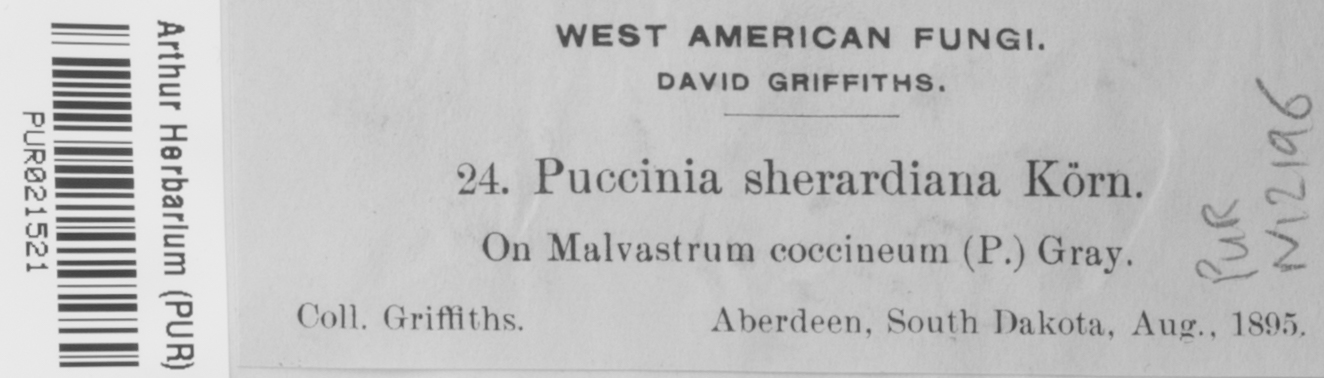 Arthur Herbarium (PUR)
PUR021521
WEST AMERICAN FUNGI.
DAVID GRIFFITHS.
24. Puccinia sherardiana Körn.
On Malvastrum coccineum (P.) Gray.
Coll. Griffiths. Aberdeen, South Dakota, Aug., 1895.
PUR
N12196